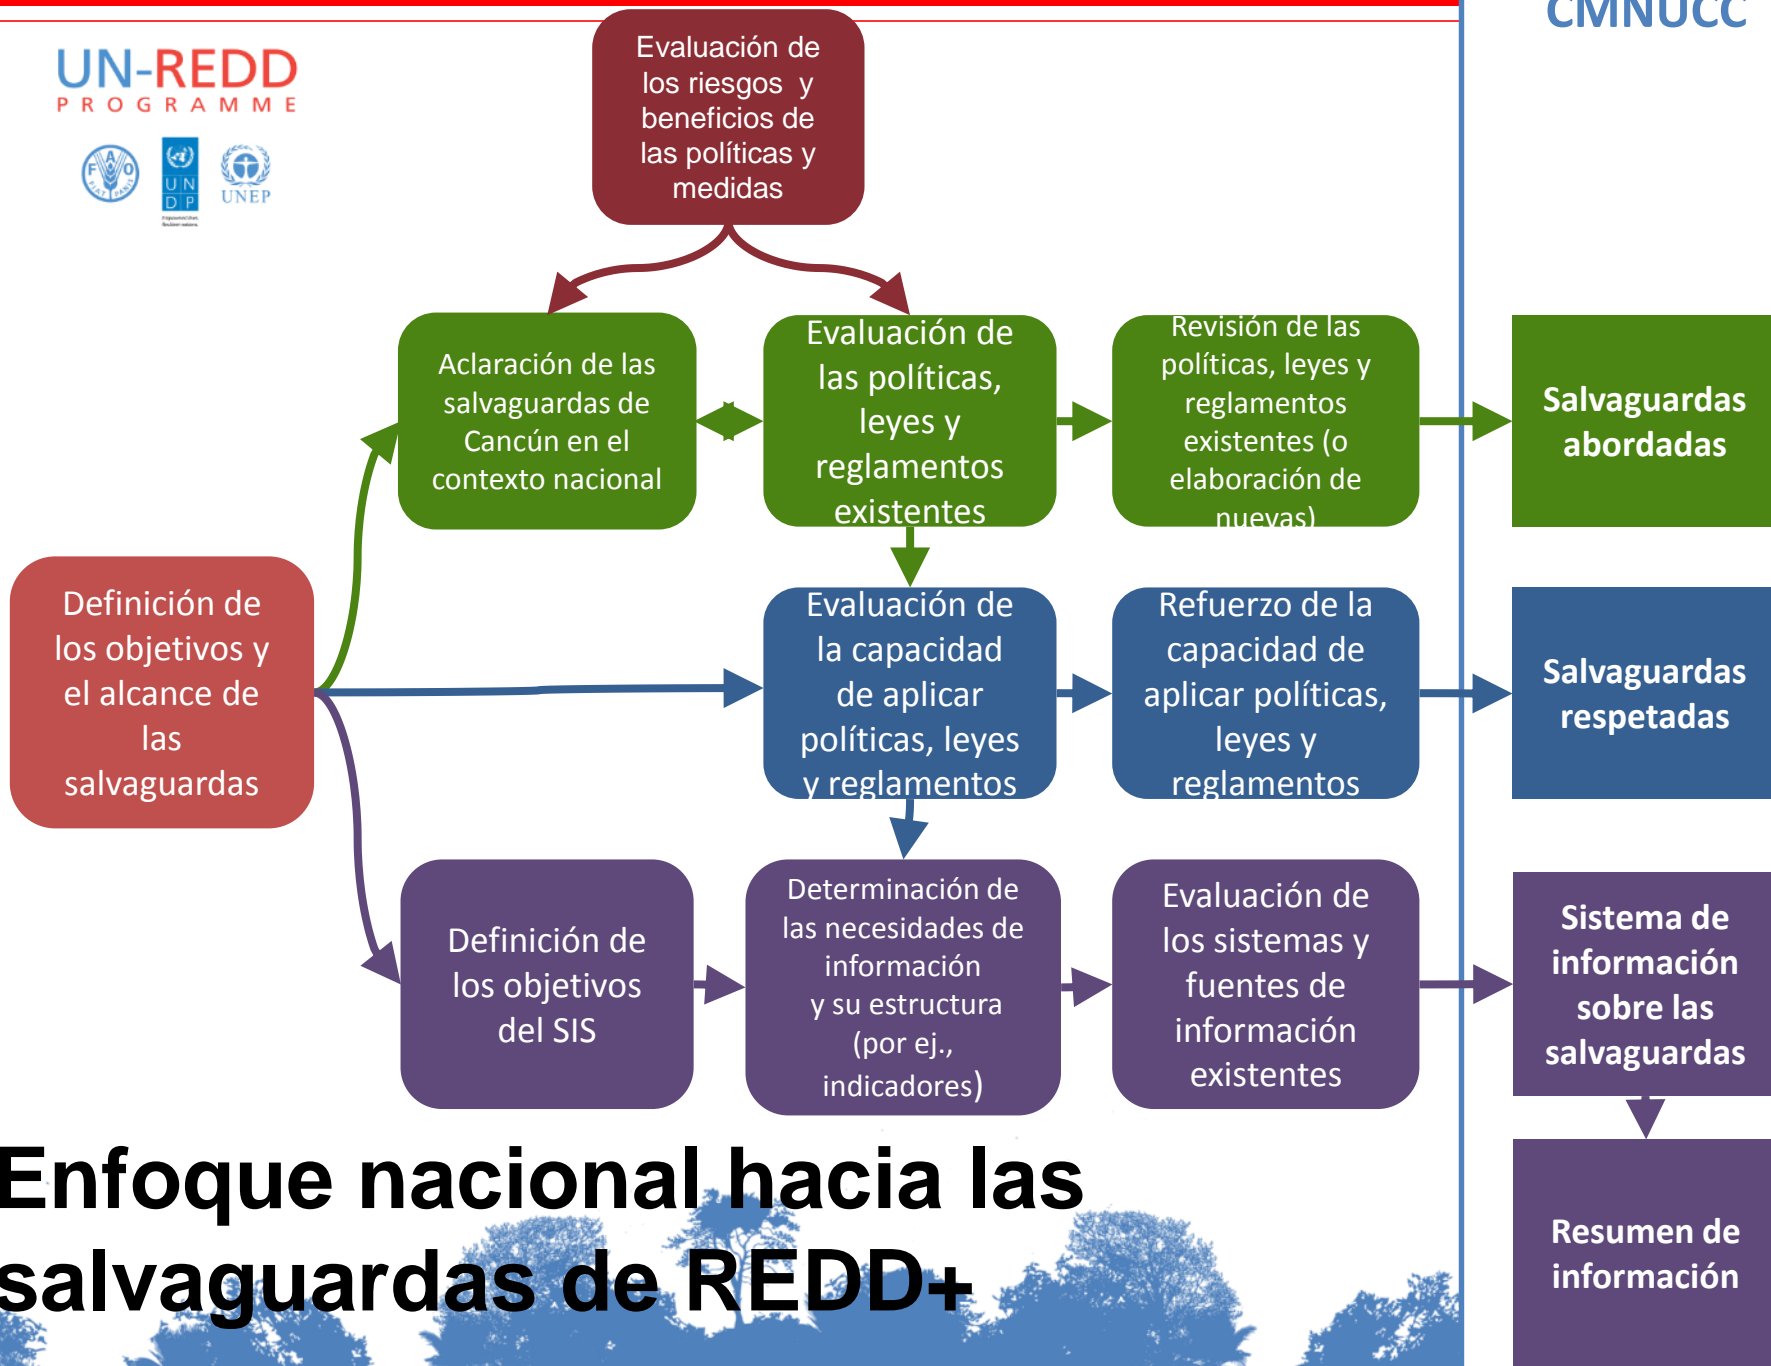 CMNUCC
UN-REDD
PROGRAMME
FAO
FIAT PANIS
UN
DP
UNEP
Evaluación de
los riesgos y
beneficios de
las políticas y
medidas
Aclaración de las
salvaguardas de
Cancún en el
contexto nacional
Evaluación de
las políticas,
leyes y
reglamentos
existentes
Revisión de las
políticas, leyes y
reglamentos
existentes (o
elaboración de
nuevas)
Salvaguardas
abordadas
Definición de
los objetivos y
el alcance de
las
salvaguardas
Evaluación de
la capacidad
de aplicar
políticas, leyes
y reglamentos
Refuerzo de la
capacidad de
aplicar políticas,
leyes y
reglamentos
Salvaguardas
respetadas
Definición de
los objetivos
del SIS
Determinación de
las necesidades de
información
y su estructura
(por ej.,
indicadores)
Evaluación de
los sistemas y
fuentes de
información
existentes
Sistema de
información
sobre las
salvaguardas
Resumen de
información
Enfoque nacional hacia las
salvaguardas de REDD+